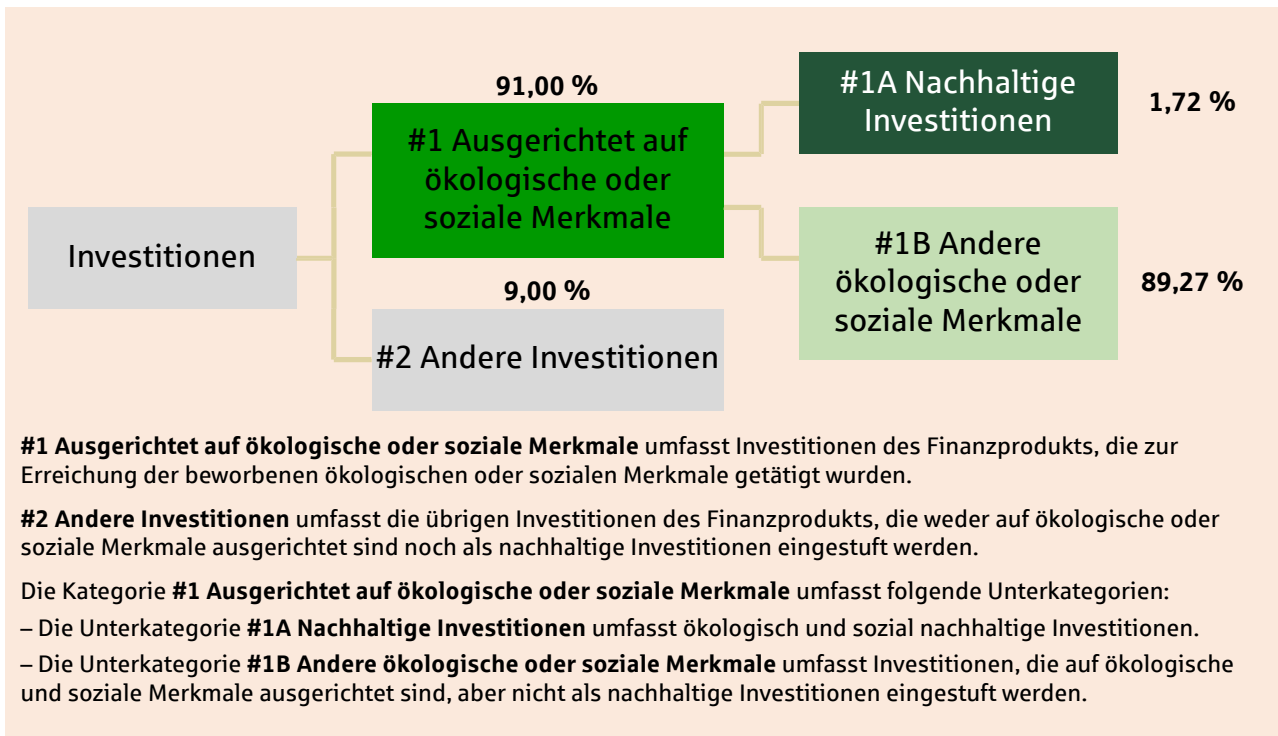 91,00 %
#1 Ausgerichtet auf
ökologische oder
soziale Merkmale
#1A Nachhaltige
Investitionen
1,72 %
Investitionen
9,00 %
#2 Andere Investitionen
#1B Andere
ökologische oder
soziale Merkmale
89,27 %
#1 Ausgerichtet auf ökologische oder soziale Merkmale umfasst Investitionen des Finanzprodukts, die zur
Erreichung der beworbenen ökologischen oder sozialen Merkmale getätigt wurden.
#2 Andere Investitionen umfasst die übrigen Investitionen des Finanzprodukts, die weder auf ökologische oder
soziale Merkmale ausgerichtet sind noch als nachhaltige Investitionen eingestuft werden.
Die Kategorie #1 Ausgerichtet auf ökologische oder soziale Merkmale umfasst folgende Unterkategorien:
– Die Unterkategorie #1A Nachhaltige Investitionen umfasst ökologisch und sozial nachhaltige Investitionen.
– Die Unterkategorie #1B Andere ökologische oder soziale Merkmale umfasst Investitionen, die auf ökologische
und soziale Merkmale ausgerichtet sind, aber nicht als nachhaltige Investitionen eingestuft werden.